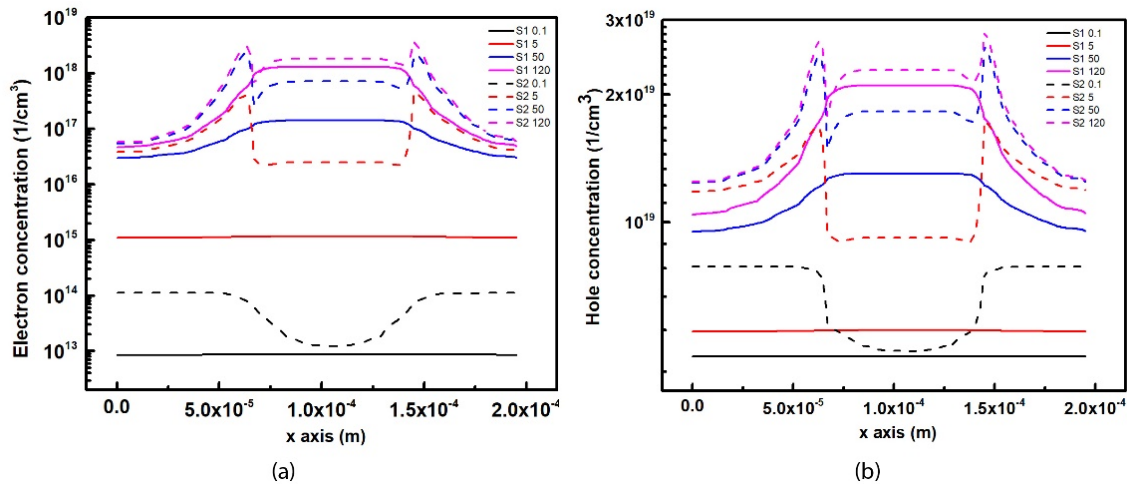 10^19
10^18
10^17
10^16
10^15
10^14
10^13
Electron concentration (1/cm^3)
S1 0.1
S1 5
S1 50
S1 120
S2 0.1
S2 5
S2 50
S2 120
0.0
5.0x10^-5
1.0x10^-4
1.5x10^-4
2.0x10^-4
x axis (m)
(a)
3x10^19
2x10^19
10^19
Hole concentration (1/cm^3)
S1 0.1
S1 5
S1 50
S1 120
S2 0.1
S2 5
S2 50
S2 120
0.0
5.0x10^-5
1.0x10^-4
1.5x10^-4
2.0x10^-4
x axis (m)
(b)